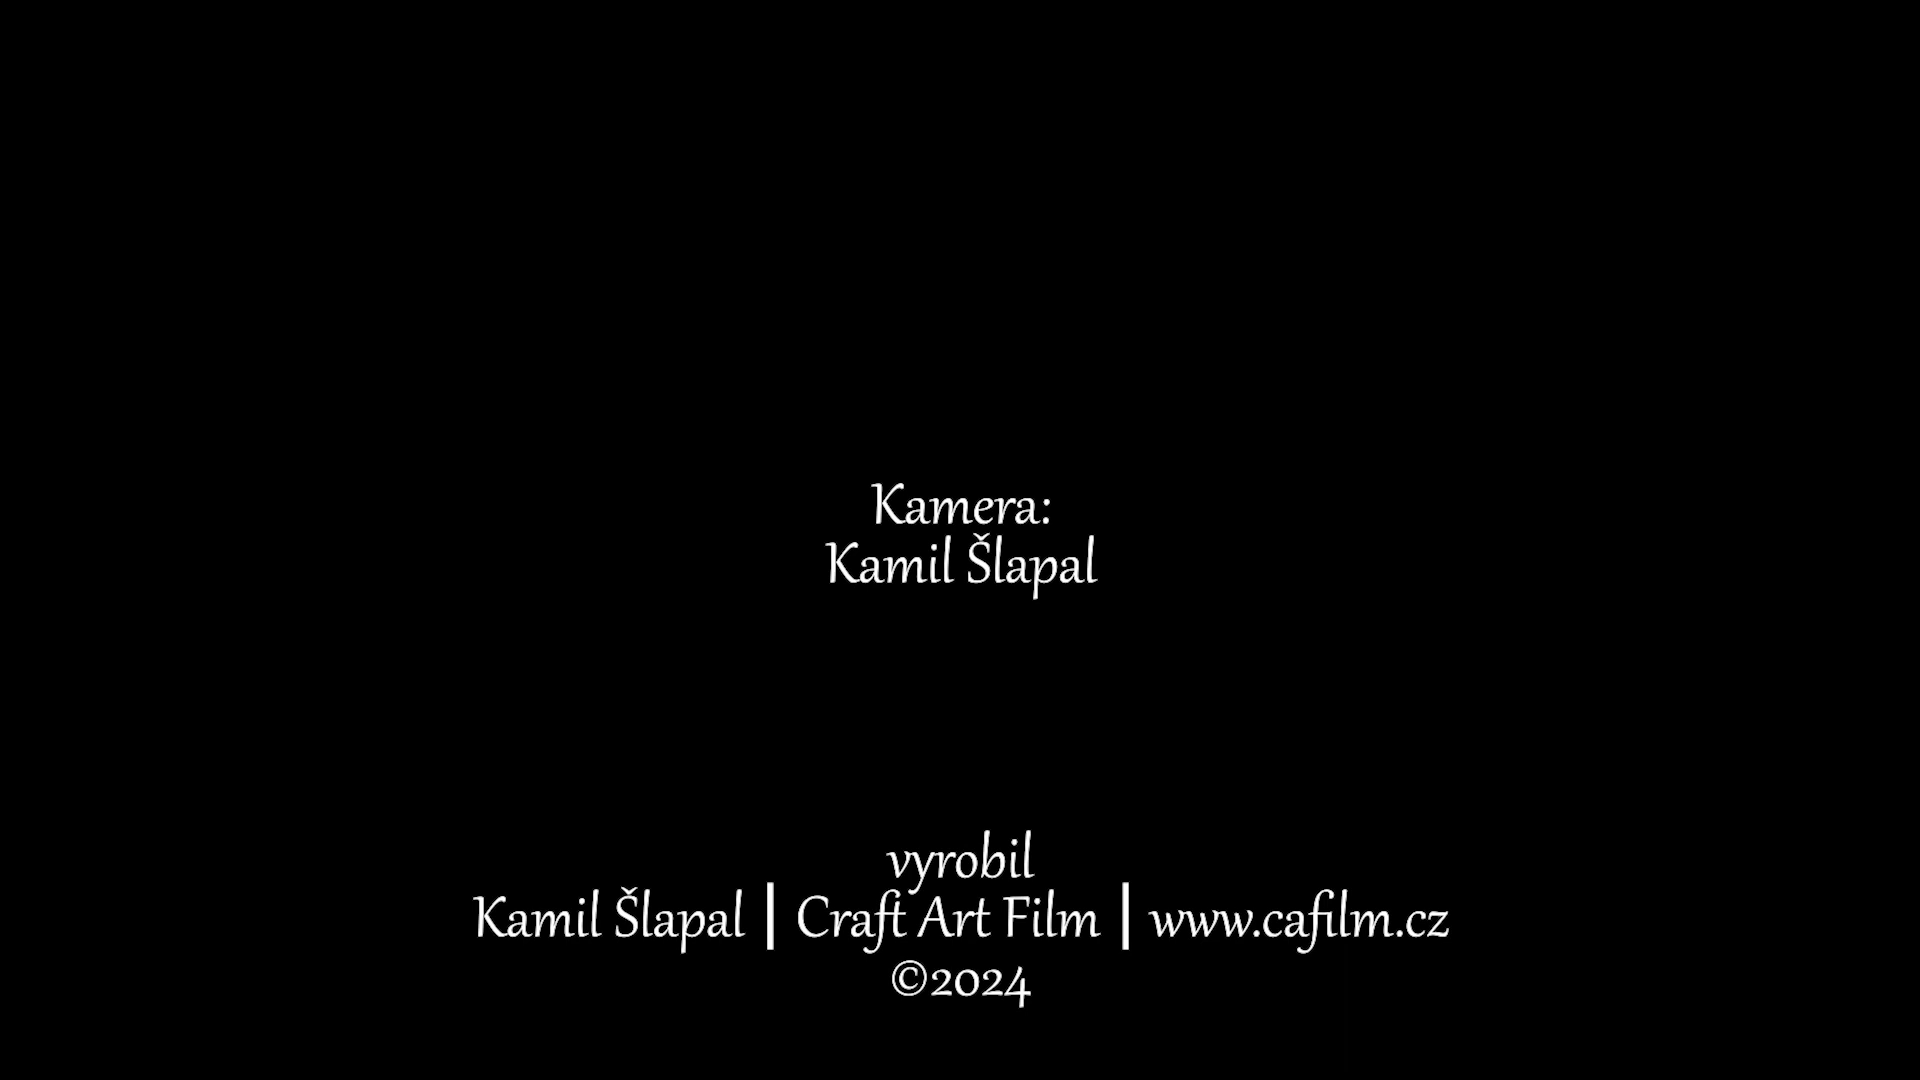 Kamera:
Kamil Šlapal
vyrobil
Kamil Šlapal | Craft Art Film | www.cafilm.cz
©2024